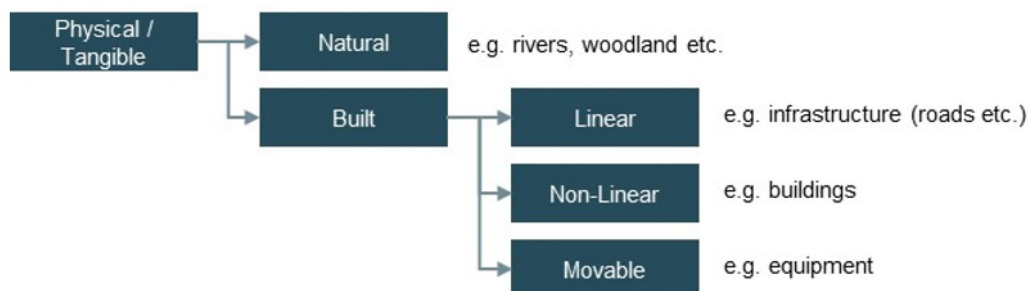 Physical /
Tangible
Natural
e.g. rivers, woodland etc.
Built
Linear
e.g. infrastructure (roads etc.)
Non-Linear
e.g. buildings
Movable
e.g. equipment